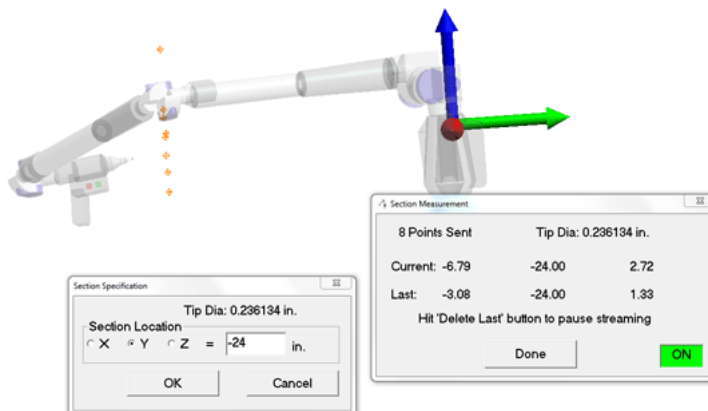 Section Measurement
8 Points Sent Tip Dia: 0.236134 in.
Current: -6.79 -24.00 2.72
Last: -3.08 -24.00 1.33
Hit 'Delete Last' button to pause streaming
Done ON
Section Specification
Tip Dia: 0.236134 in.
Section Location
X Y Z = -24 in.
OK Cancel